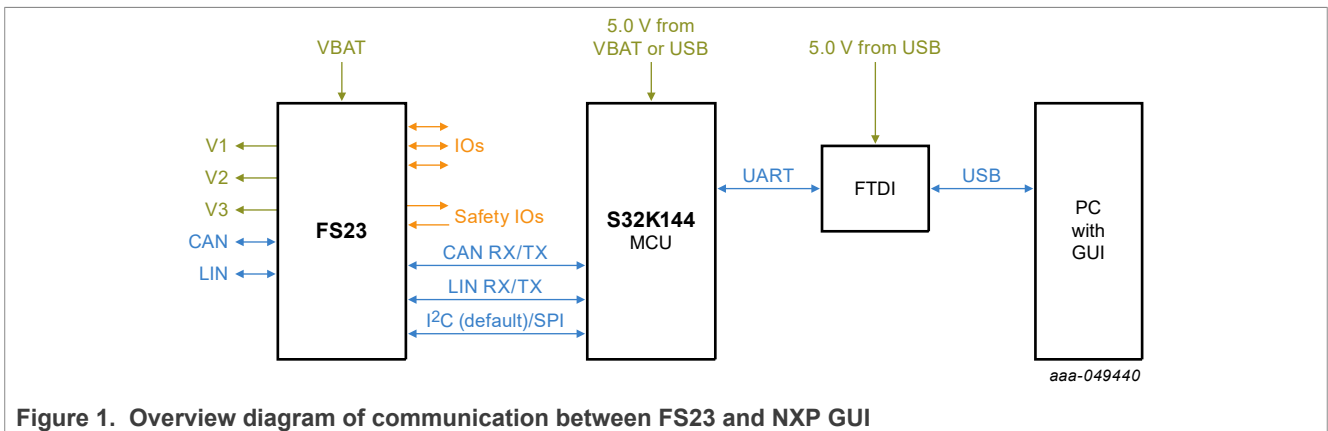 5.0 V from
VBAT or USB
VBAT
5.0 V from USB
V1
V2
V3
CAN
LIN
FS23
IOs
Safety IOs
CAN RX/TX
LIN RX/TX
I²C (default)/SPI
S32K144
MCU
UART
FTDI
USB
PC
with
GUI
aaa-049440
Figure 1. Overview diagram of communication between FS23 and NXP GUI